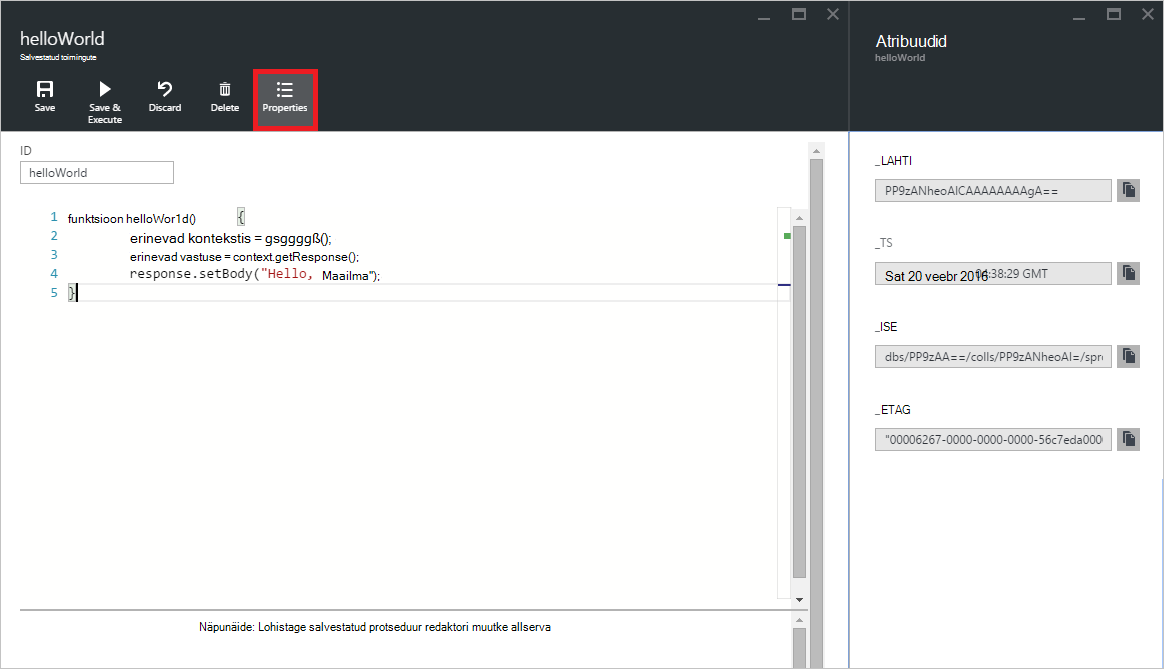 helloWorld
Salvestatud toimingute
Save
Save &
Execute
Discard
Delete
Properties
ID
helloWorld
1 funktsioon helloWor1d() {
2 erinevad kontekstis = gsggggß();
3 erinevad vastuse = context.getResponse();
4 response.setBody("Hello, Maailma");
5 }
Näpunäide: Lohistage salvestatud protseduur redaktori muutke allserva
Atribuudid
helloWorld
_LAHTI
PP9zANheoAICAAAAAAAAgA==
_TS
Sat 20 veebr 2016 :38:29 GMT
_ISE
dbs/PP9zAA==/colls/PP9zANheoAI=/spr
_ETAG
"00006267-0000-0000-0000-56c7eda000